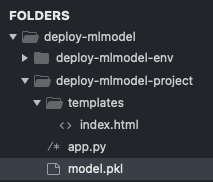 FOLDERS
deploy-mlmodel
deploy-mlmodel-env
deploy-mlmodel-project
templates
<> index.html
/* app.py
model.pkl